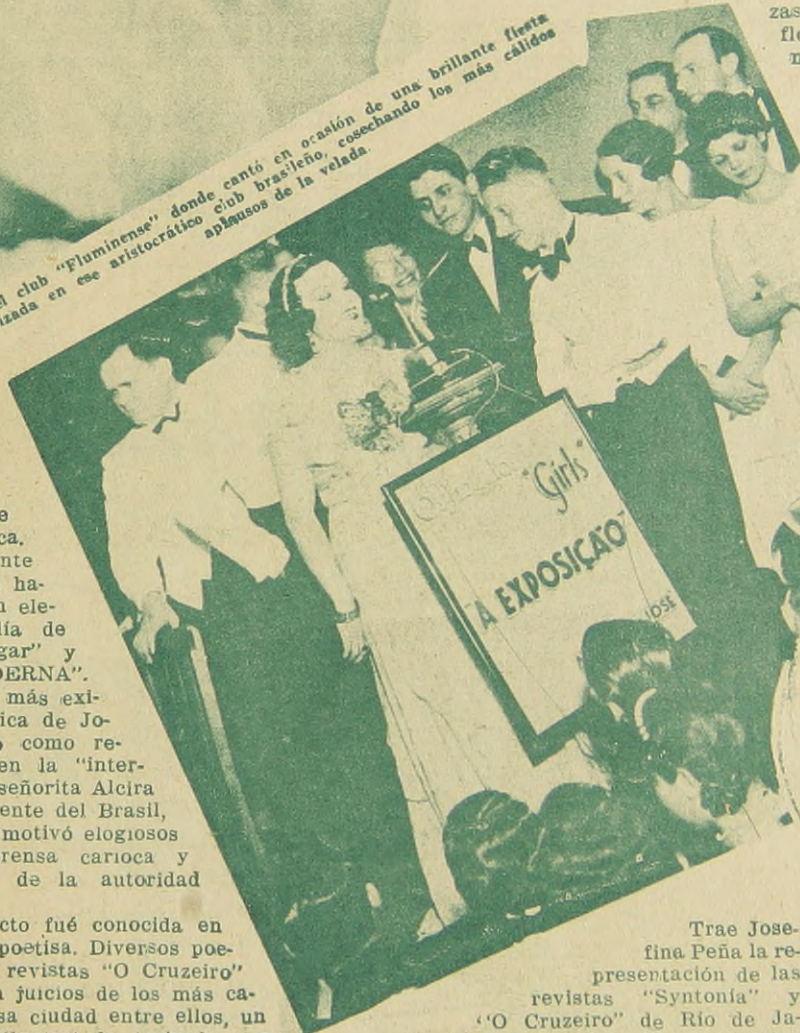 el club "Fluminense" donde cantó en ocasión de una brillante fiesta
izada en ese aristocrático club brasileño, cosechando los más cálidos
aplausos de la velada.
zas
fle
"Girls"
"A EXPOSIÇÃO"
JOSE
e
ca.
nte
ha-
n ele-
lía de
gar" y
DERNA".
más exi-
ica de Jo-
o como re-
en la "inter-
señorita Alcira
ente del Brasil,
motivó elogiosos
rensa carioca y
de la autoridad
cto fué conocida en
poetisa. Diversos poe-
revistas "O Cruzeiro"
n juicios de los más ca-
sa ciudad entre ellos, un
Trae Jose-
fina Peña la re-
presentación de las
revistas "Syntonía" y
"O Cruzeiro" de Río de Ja-